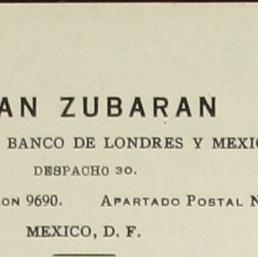 AN ZUBARAN
BANCO DE LONDRES Y MEXIC
DESPACHO 30.
ON 9690. APARTADO POSTAL N
MEXICO, D. F.